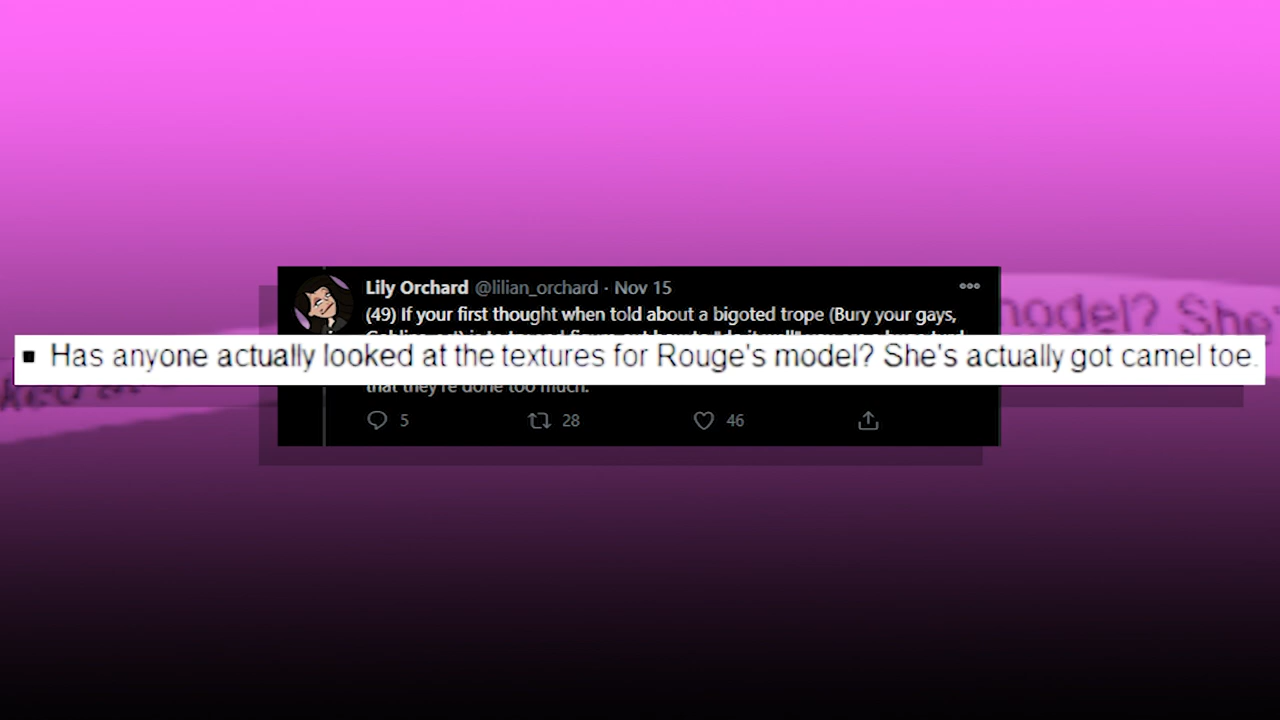 Lily Orchard @lilian_orchard · Nov 15
(49) If your first thought when told about a bigoted trope (Bury your gays,
▪ Has anyone actually looked at the textures for Rouge's model? She's actually got camel toe.
that they're done too much.
5 28 46
model? She's